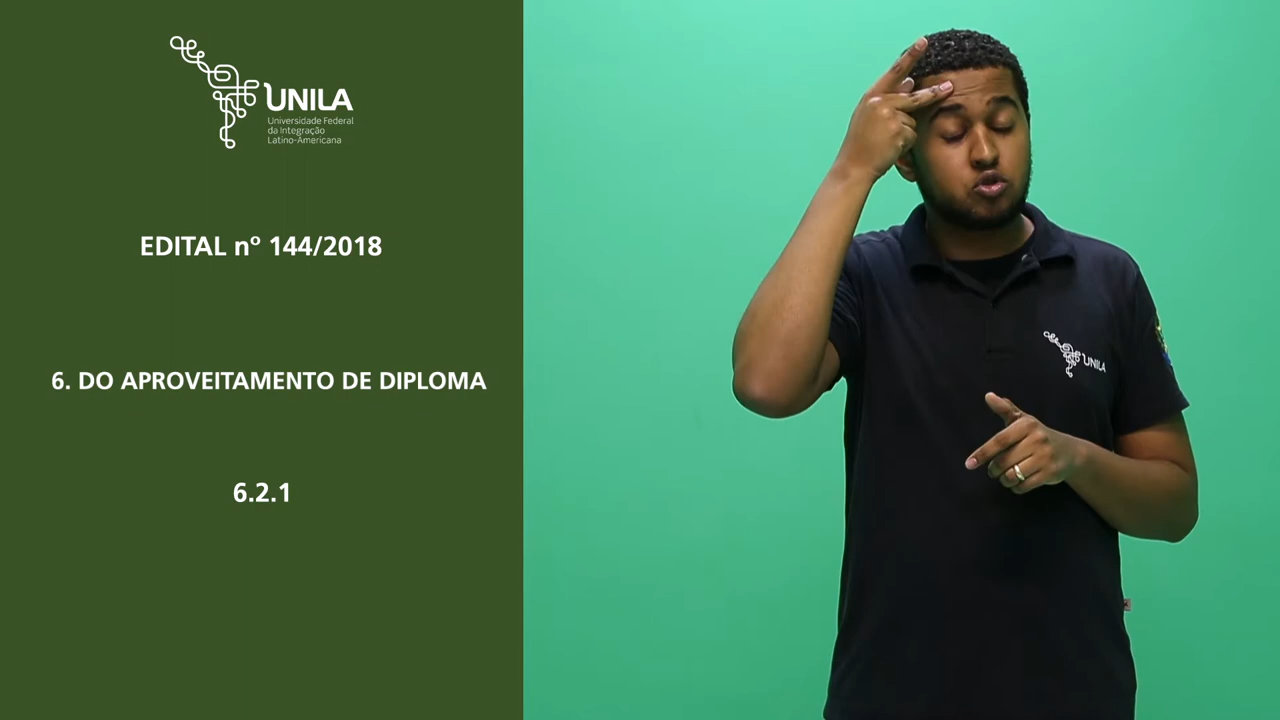 UNILA
Universidade Federal
da Integração
Latino-Americana
EDITAL nº 144/2018
6. DO APROVEITAMENTO DE DIPLOMA
6.2.1
UNILA